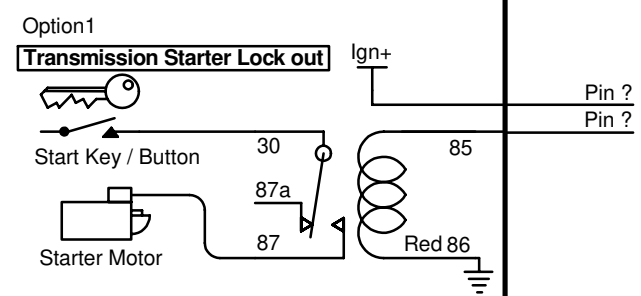 Option1
Transmission Starter Lock out
Ign+
Pin ?
Pin ?
Start Key / Button
30
85
87a
87
Red 86
Starter Motor